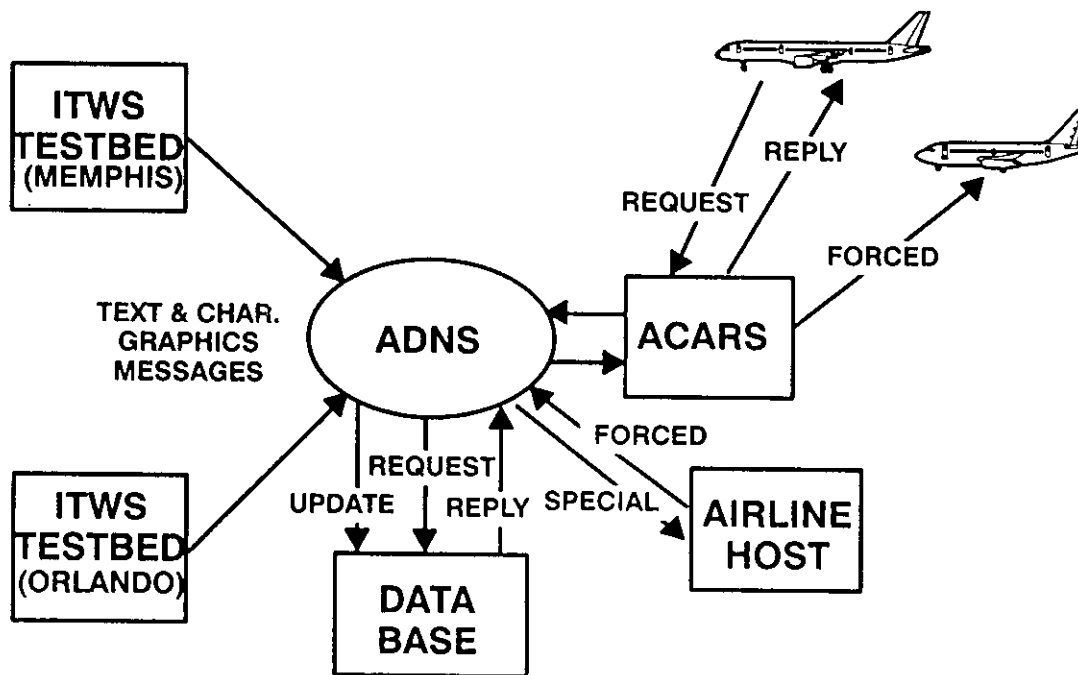 ITWS
TESTBED
(MEMPHIS)
REPLY
REQUEST
FORCED
TEXT & CHAR.
GRAPHICS
MESSAGES
ADNS
ACARS
FORCED
REQUEST
UPDATE
REPLY
SPECIAL
ITWS
TESTBED
(ORLANDO)
AIRLINE
HOST
DATA
BASE